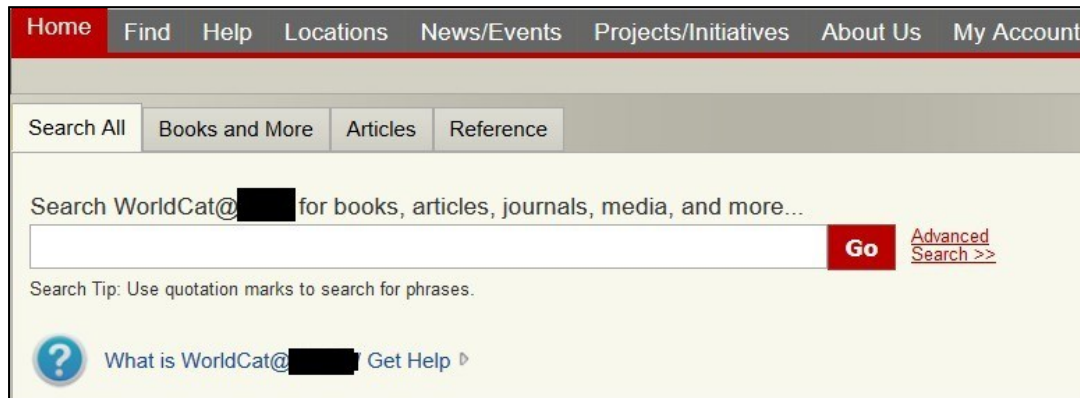 Home Find Help Locations News/Events Projects/Initiatives About Us My Account
Search All Books and More Articles Reference
Search WorldCat@ for books, articles, journals, media, and more...
Go
Advanced
Search >>
Search Tip: Use quotation marks to search for phrases.
? What is WorldCat@ / Get Help